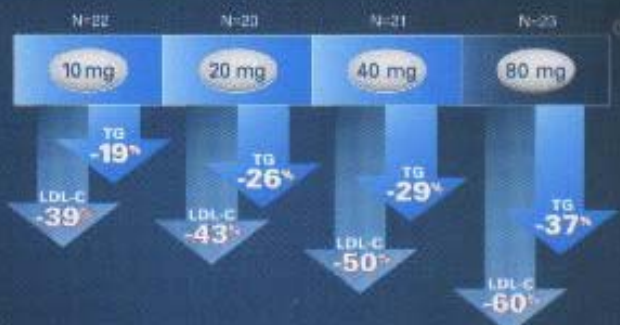 N=22 N=20 N=21 N=23
10 mg 20 mg 40 mg 80 mg
TG
-19%
TG
-26%
TG
-29%
TG
-37%
LDL-C
-39%
LDL-C
-43%
LDL-C
-50%
LDL-C
-60%